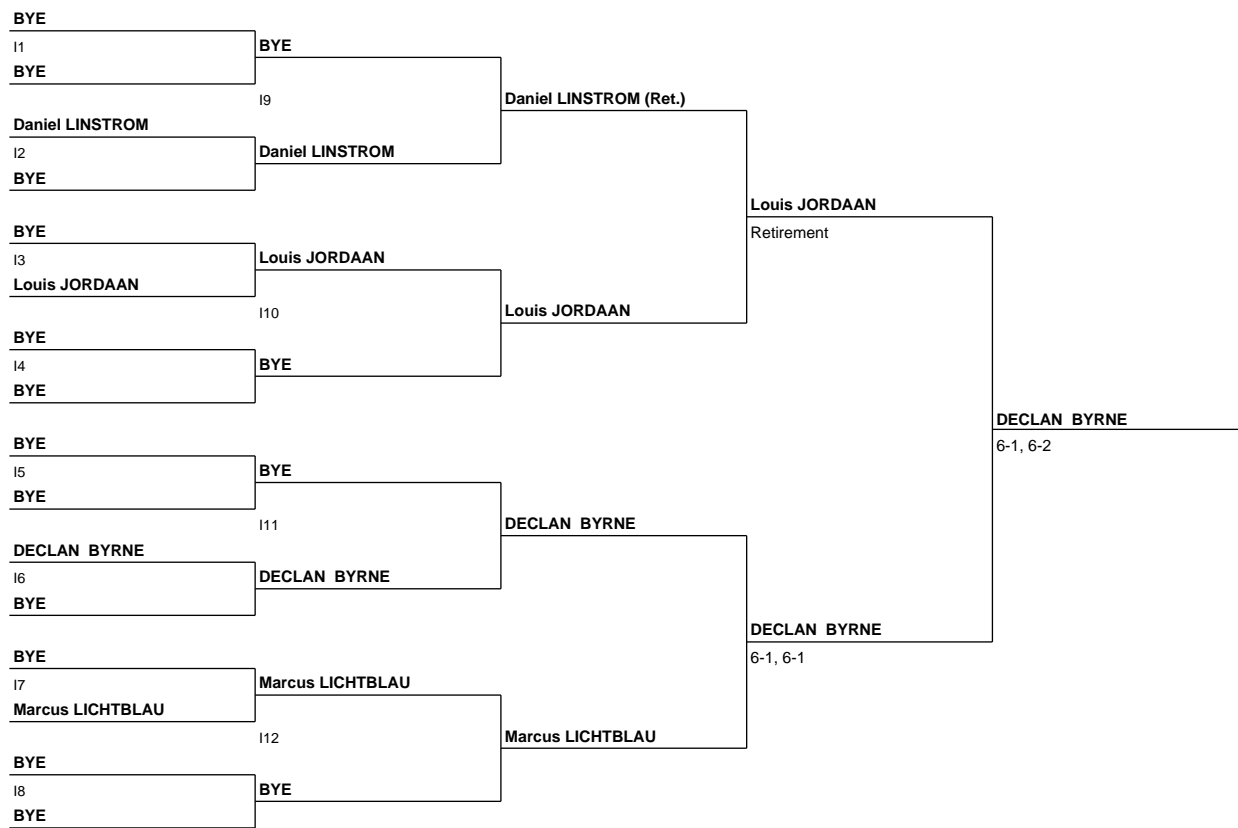 BYE
I1
BYE
BYE
I9
Daniel LINSTROM (Ret.)
Daniel LINSTROM
I2
Daniel LINSTROM
BYE
Louis JORDAAN
Retirement
BYE
I3
Louis JORDAAN
Louis JORDAAN
I10
Louis JORDAAN
BYE
I4
BYE
BYE
DECLAN BYRNE
6-1, 6-2
BYE
I5
BYE
BYE
I11
DECLAN BYRNE
DECLAN BYRNE
I6
DECLAN BYRNE
BYE
DECLAN BYRNE
6-1, 6-1
BYE
I7
Marcus LICHTBLAU
Marcus LICHTBLAU
I12
Marcus LICHTBLAU
BYE
I8
BYE
BYE